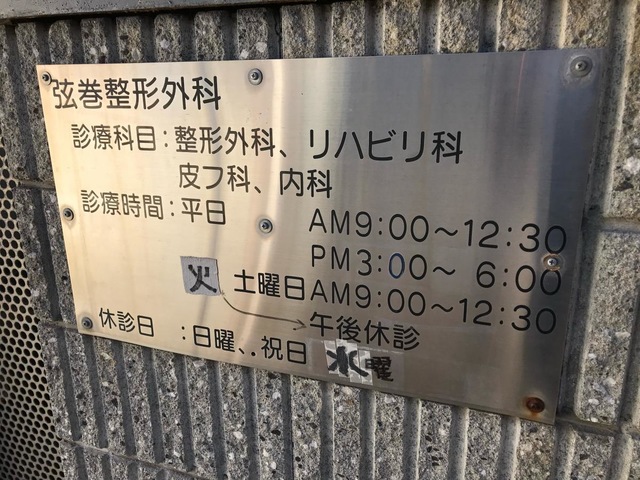 弦巻整形外科
診療科目：整形外科、リハビリ科
皮フ科、内科
診療時間：平日 AM9:00〜12:30
PM3:00〜 6:00
火 土曜日AM9:00〜12:30
午後休診
休診日 ：日曜、．祝日 水曜